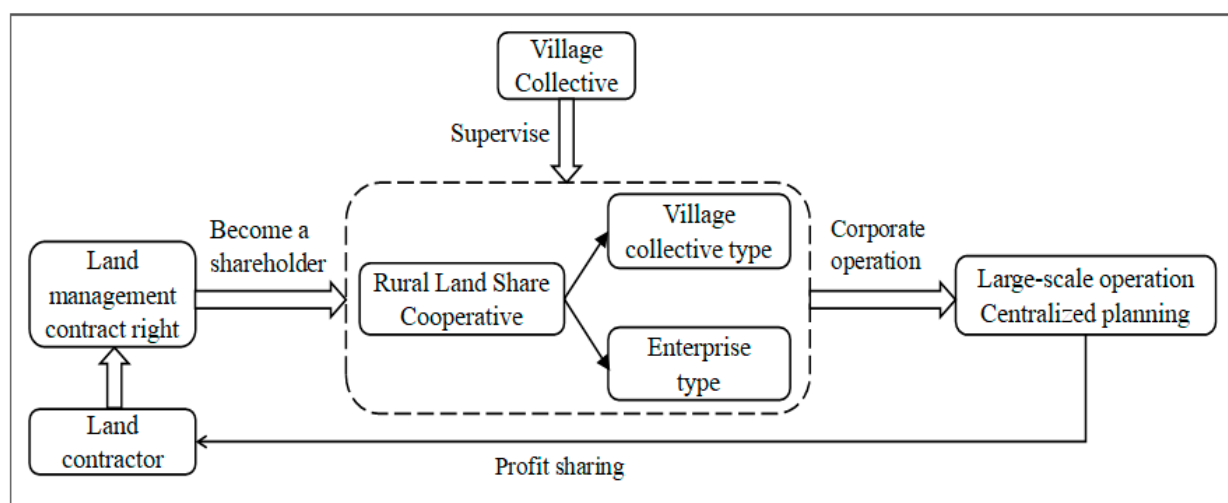 Village
Collective
Supervise
Become a
shareholder
Land
management
contract right
Rural Land Share
Cooperative
Village
collective type
Enterprise
type
Corporate
operation
Large-scale operation
Centralized planning
Land
contractor
Profit sharing